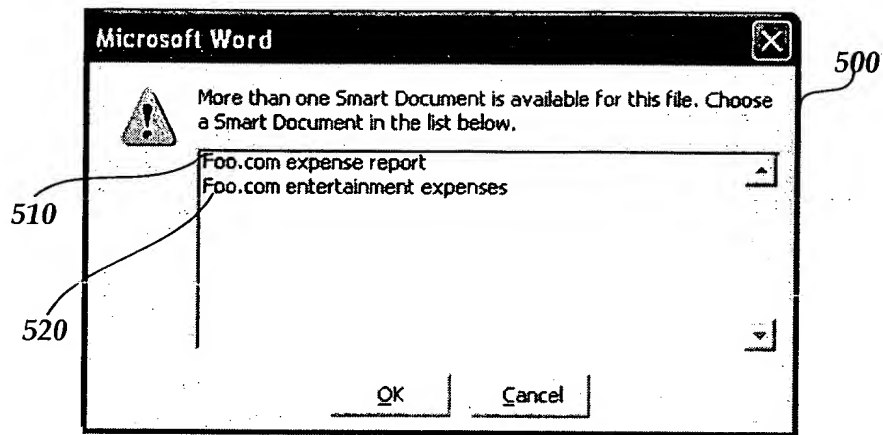 Microsoft Word
500
More than one Smart Document is available for this file. Choose
a Smart Document in the list below.
Foo.com expense report
Foo.com entertainment expenses
510
520
OK
Cancel